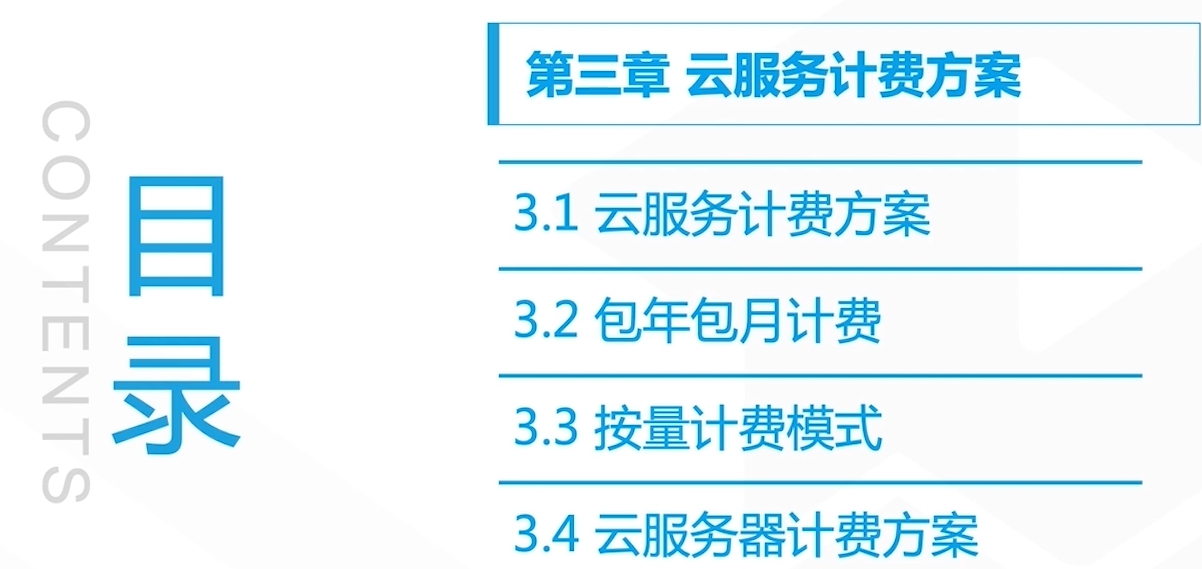 CONTENTS
目录
第三章 云服务计费方案
3.1 云服务计费方案
3.2 包年包月计费
3.3 按量计费模式
3.4 云服务器计费方案